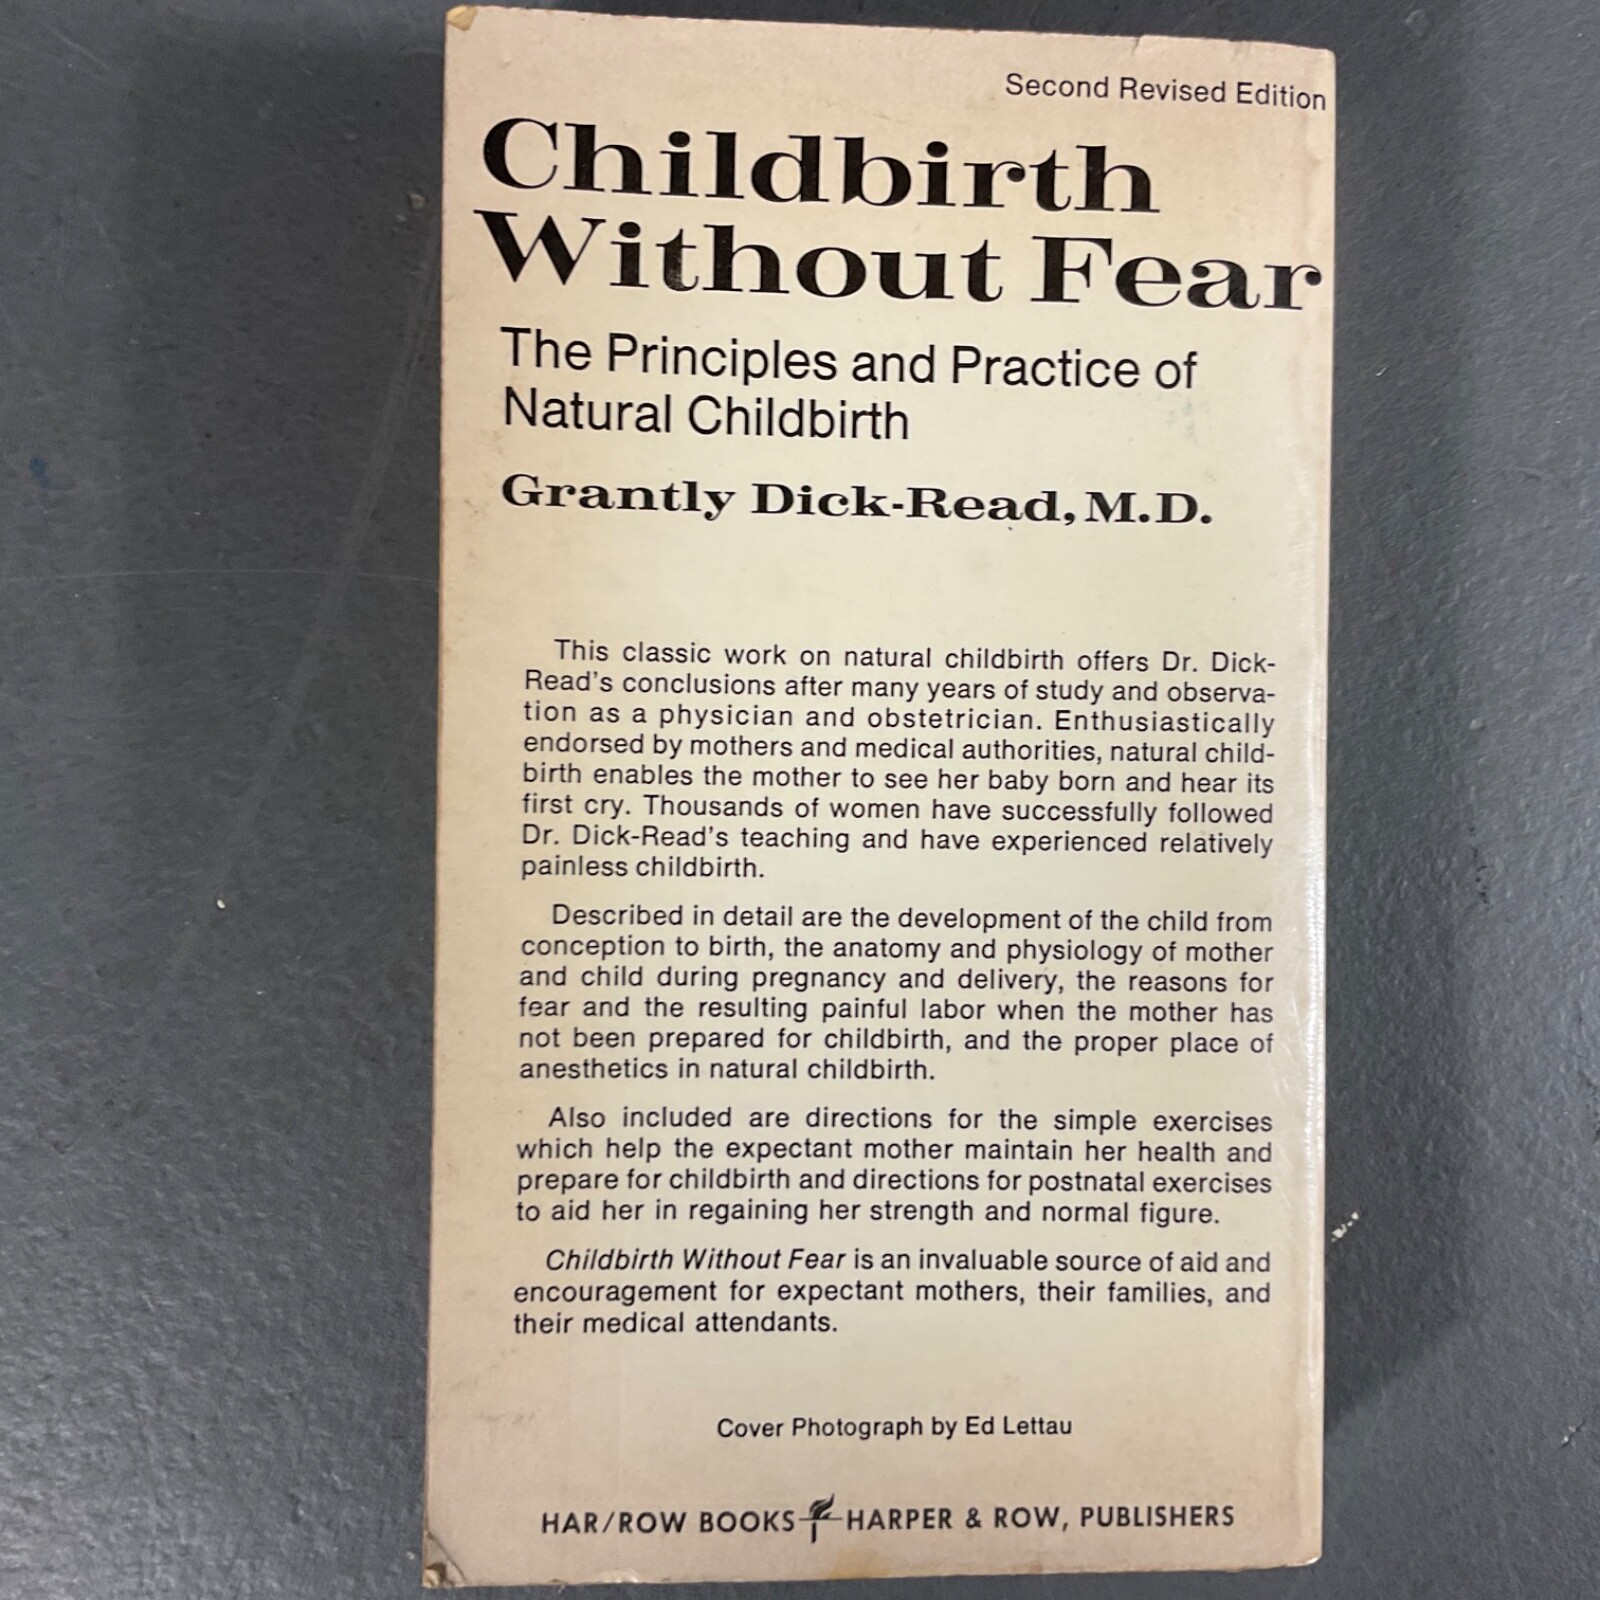 Second Revised Edition
Childbirth
Without Fear
The Principles and Practice of
Natural Childbirth
Grantly Dick-Read, M.D.
This classic work on natural childbirth offers Dr. Dick-
Read's conclusions after many years of study and observa-
tion as a physician and obstetrician. Enthusiastically
endorsed by mothers and medical authorities, natural child-
birth enables the mother to see her baby born and hear its
first cry. Thousands of women have successfully followed
Dr. Dick-Read's teaching and have experienced relatively
painless childbirth.
Described in detail are the development of the child from
conception to birth, the anatomy and physiology of mother
and child during pregnancy and delivery, the reasons for
fear and the resulting painful labor when the mother has
not been prepared for childbirth, and the proper place of
anesthetics in natural childbirth.
Also included are directions for the simple exercises
which help the expectant mother maintain her health and
prepare for childbirth and directions for postnatal exercises
to aid her in regaining her strength and normal figure.
Childbirth Without Fear is an invaluable source of aid and
encouragement for expectant mothers, their families, and
their medical attendants.
Cover Photograph by Ed Lettau
HAR/ROW BOOKS HARPER & ROW, PUBLISHERS